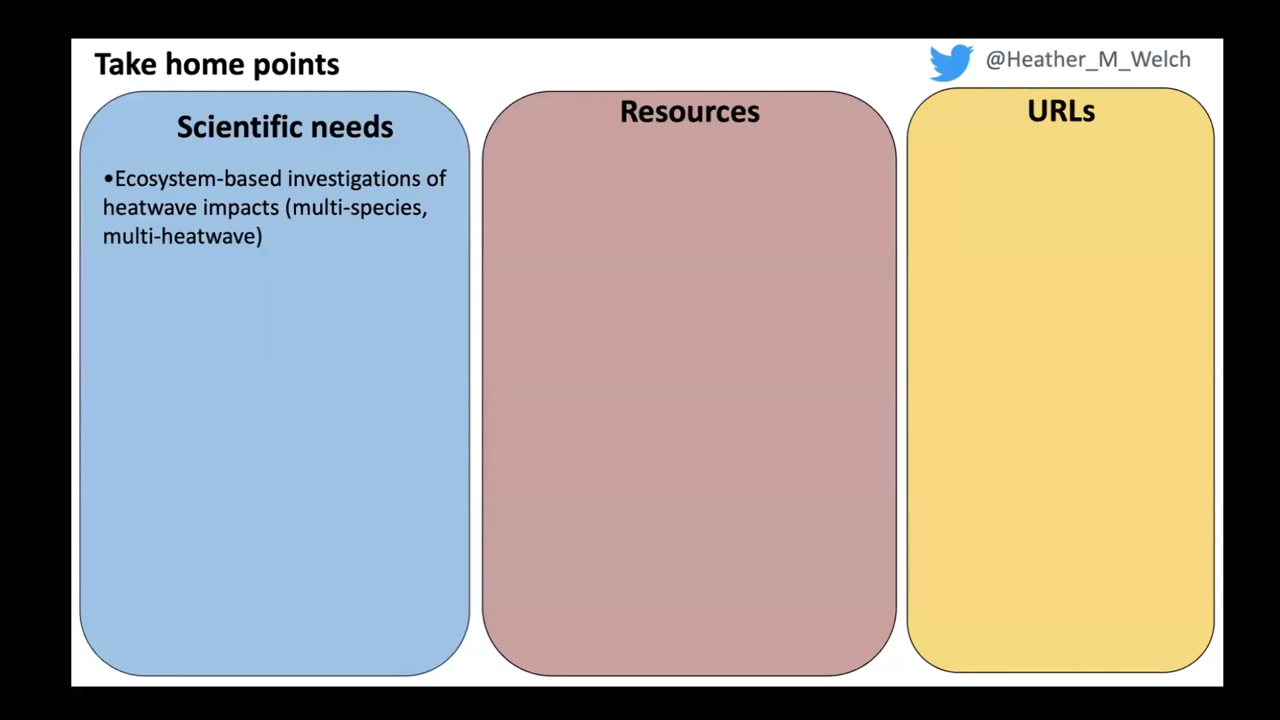 Take home points
@Heather_M_Welch
Scientific needs
•Ecosystem-based investigations of
heatwave impacts (multi-species,
multi-heatwave)
Resources
URLs